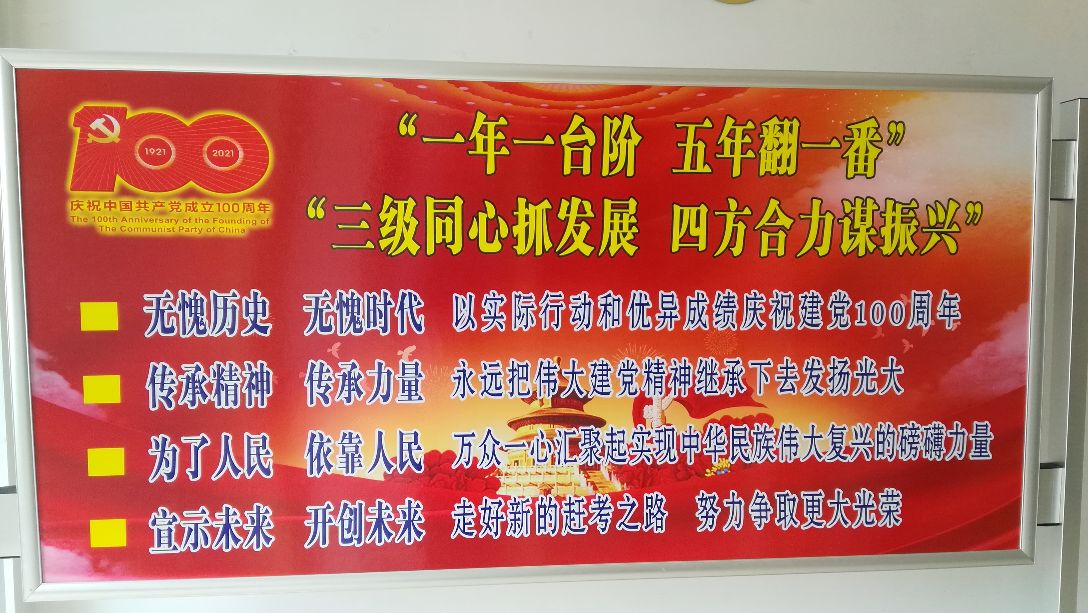 100
1921 2021
庆祝中国共产党成立100周年
The 100th Anniversary of the Founding of
The Communist Party of China
“一年一台阶 五年翻一番”
“三级同心抓发展 四方合力谋振兴”
无愧历史 无愧时代 以实际行动和优异成绩庆祝建党100周年
传承精神 传承力量 永远把伟大建党精神继承下去发扬光大
为了人民 依靠人民 万众一心汇聚起实现中华民族伟大复兴的磅礴力量
宣示未来 开创未来 走好新的赶考之路 努力争取更大光荣